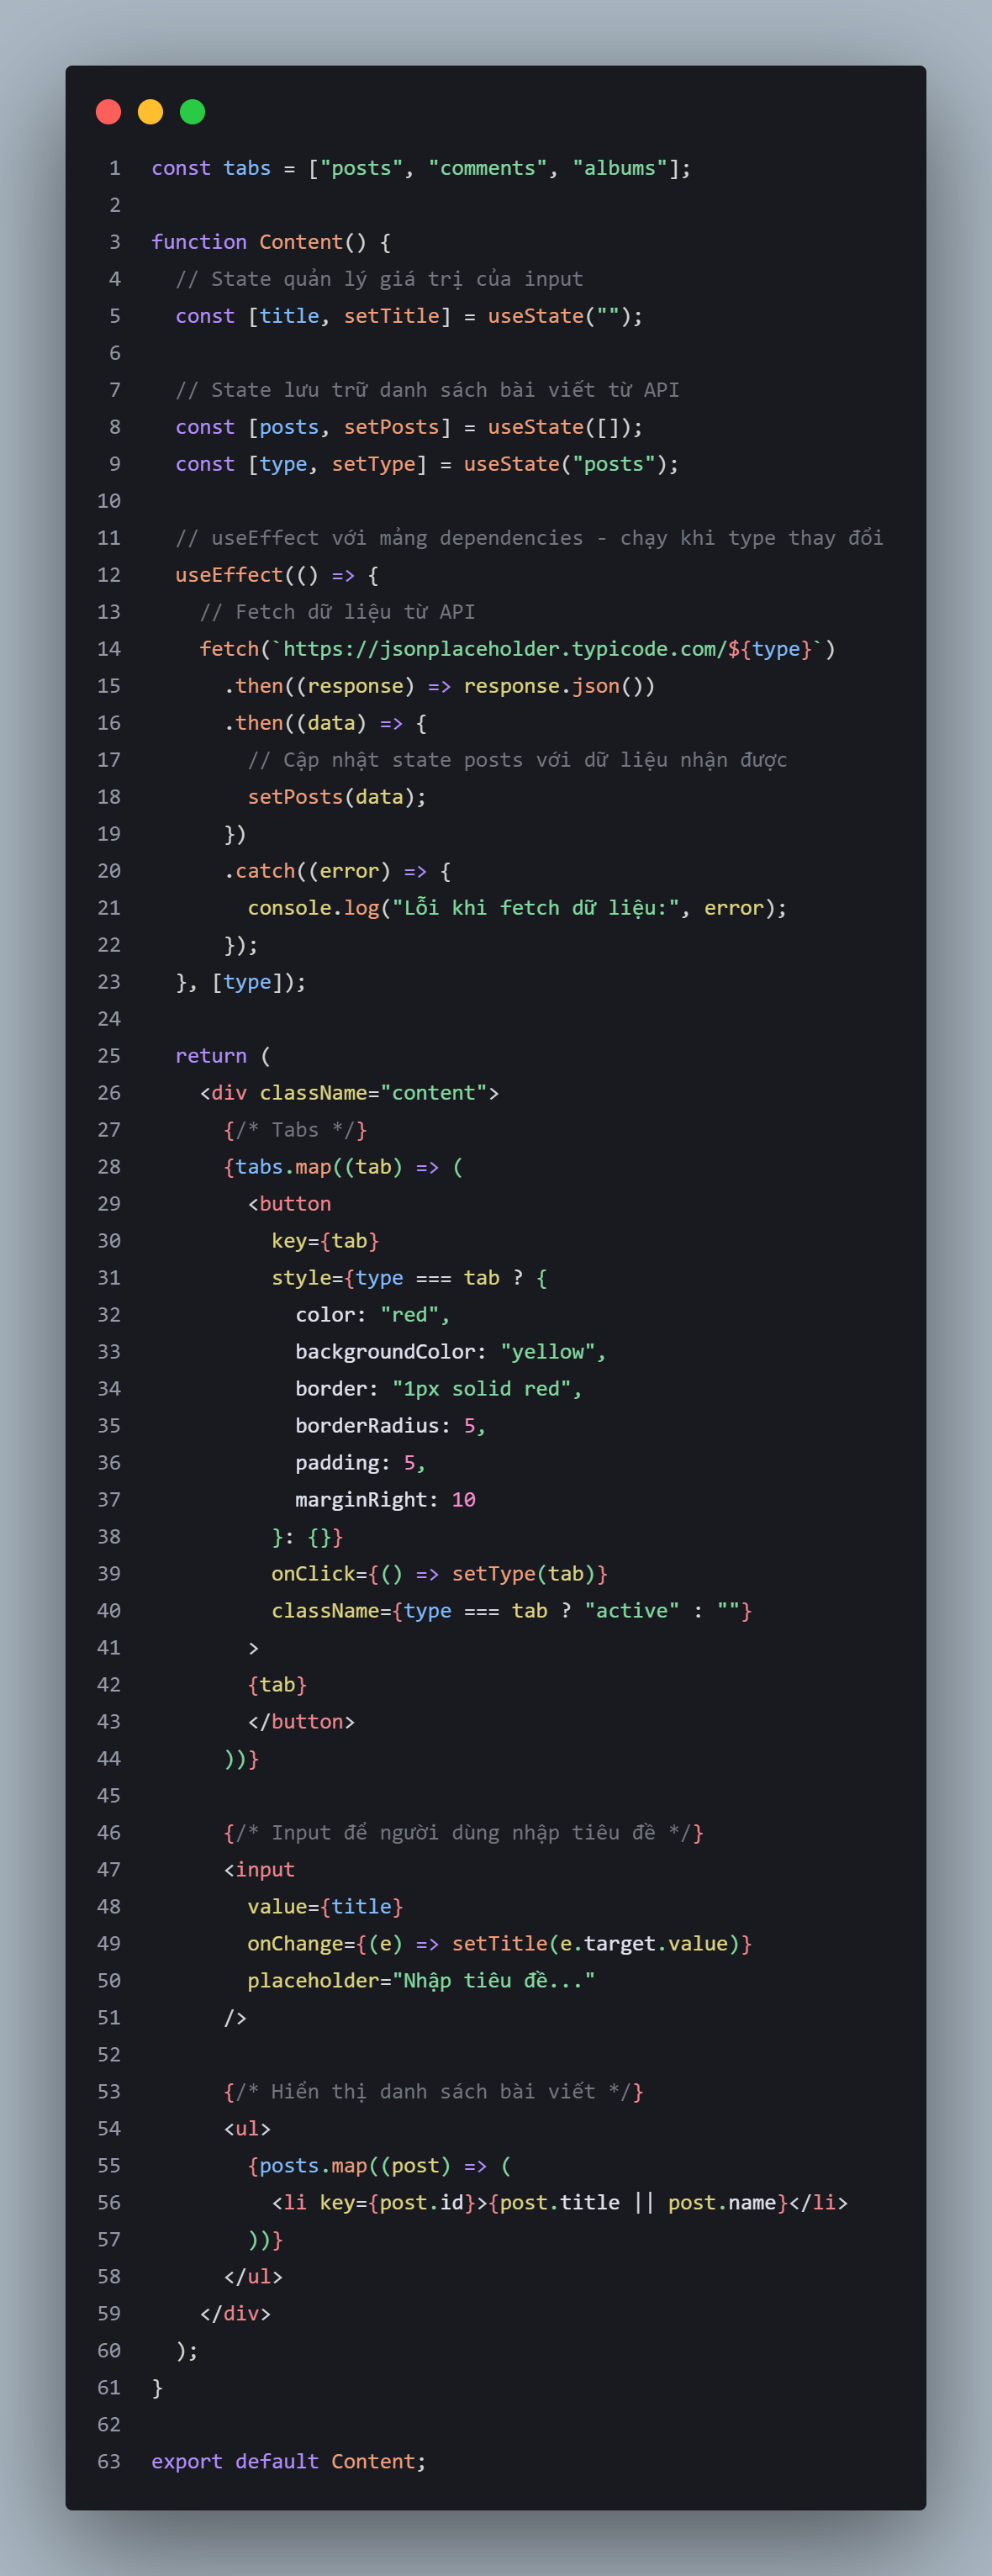 1 const tabs = ["posts", "comments", "albums"];
2
3 function Content() {
4   // State quản lý giá trị của input
5   const [title, setTitle] = useState("");
6
7   // State lưu trữ danh sách bài viết từ API
8   const [posts, setPosts] = useState([]);
9   const [type, setType] = useState("posts");
10
11   // useEffect với mảng dependencies - chạy khi type thay đổi
12   useEffect(() => {
13     // Fetch dữ liệu từ API
14     fetch(`https://jsonplaceholder.typicode.com/${type}`)
15       .then((response) => response.json())
16       .then((data) => {
17         // Cập nhật state posts với dữ liệu nhận được
18         setPosts(data);
19       })
20       .catch((error) => {
21         console.log("Lỗi khi fetch dữ liệu:", error);
22       });
23   }, [type]);
24
25   return (
26     <div className="content">
27       {/* Tabs */}
28       {tabs.map((tab) => (
29         <button
30           key={tab}
31           style={type === tab ? {
32             color: "red",
33             backgroundColor: "yellow",
34             border: "1px solid red",
35             borderRadius: 5,
36             padding: 5,
37             marginRight: 10
38           }: {}}
39           onClick={() => setType(tab)}
40           className={type === tab ? "active" : ""}
41         >
42         {tab}
43         </button>
44       ))}
45
46       {/* Input để người dùng nhập tiêu đề */}
47       <input
48         value={title}
49         onChange={(e) => setTitle(e.target.value)}
50         placeholder="Nhập tiêu đề..."
51       />
52
53       {/* Hiển thị danh sách bài viết */}
54       <ul>
55         {posts.map((post) => (
56           <li key={post.id}>{post.title || post.name}</li>
57         ))}
58       </ul>
59     </div>
60   );
61 }
62
63 export default Content;